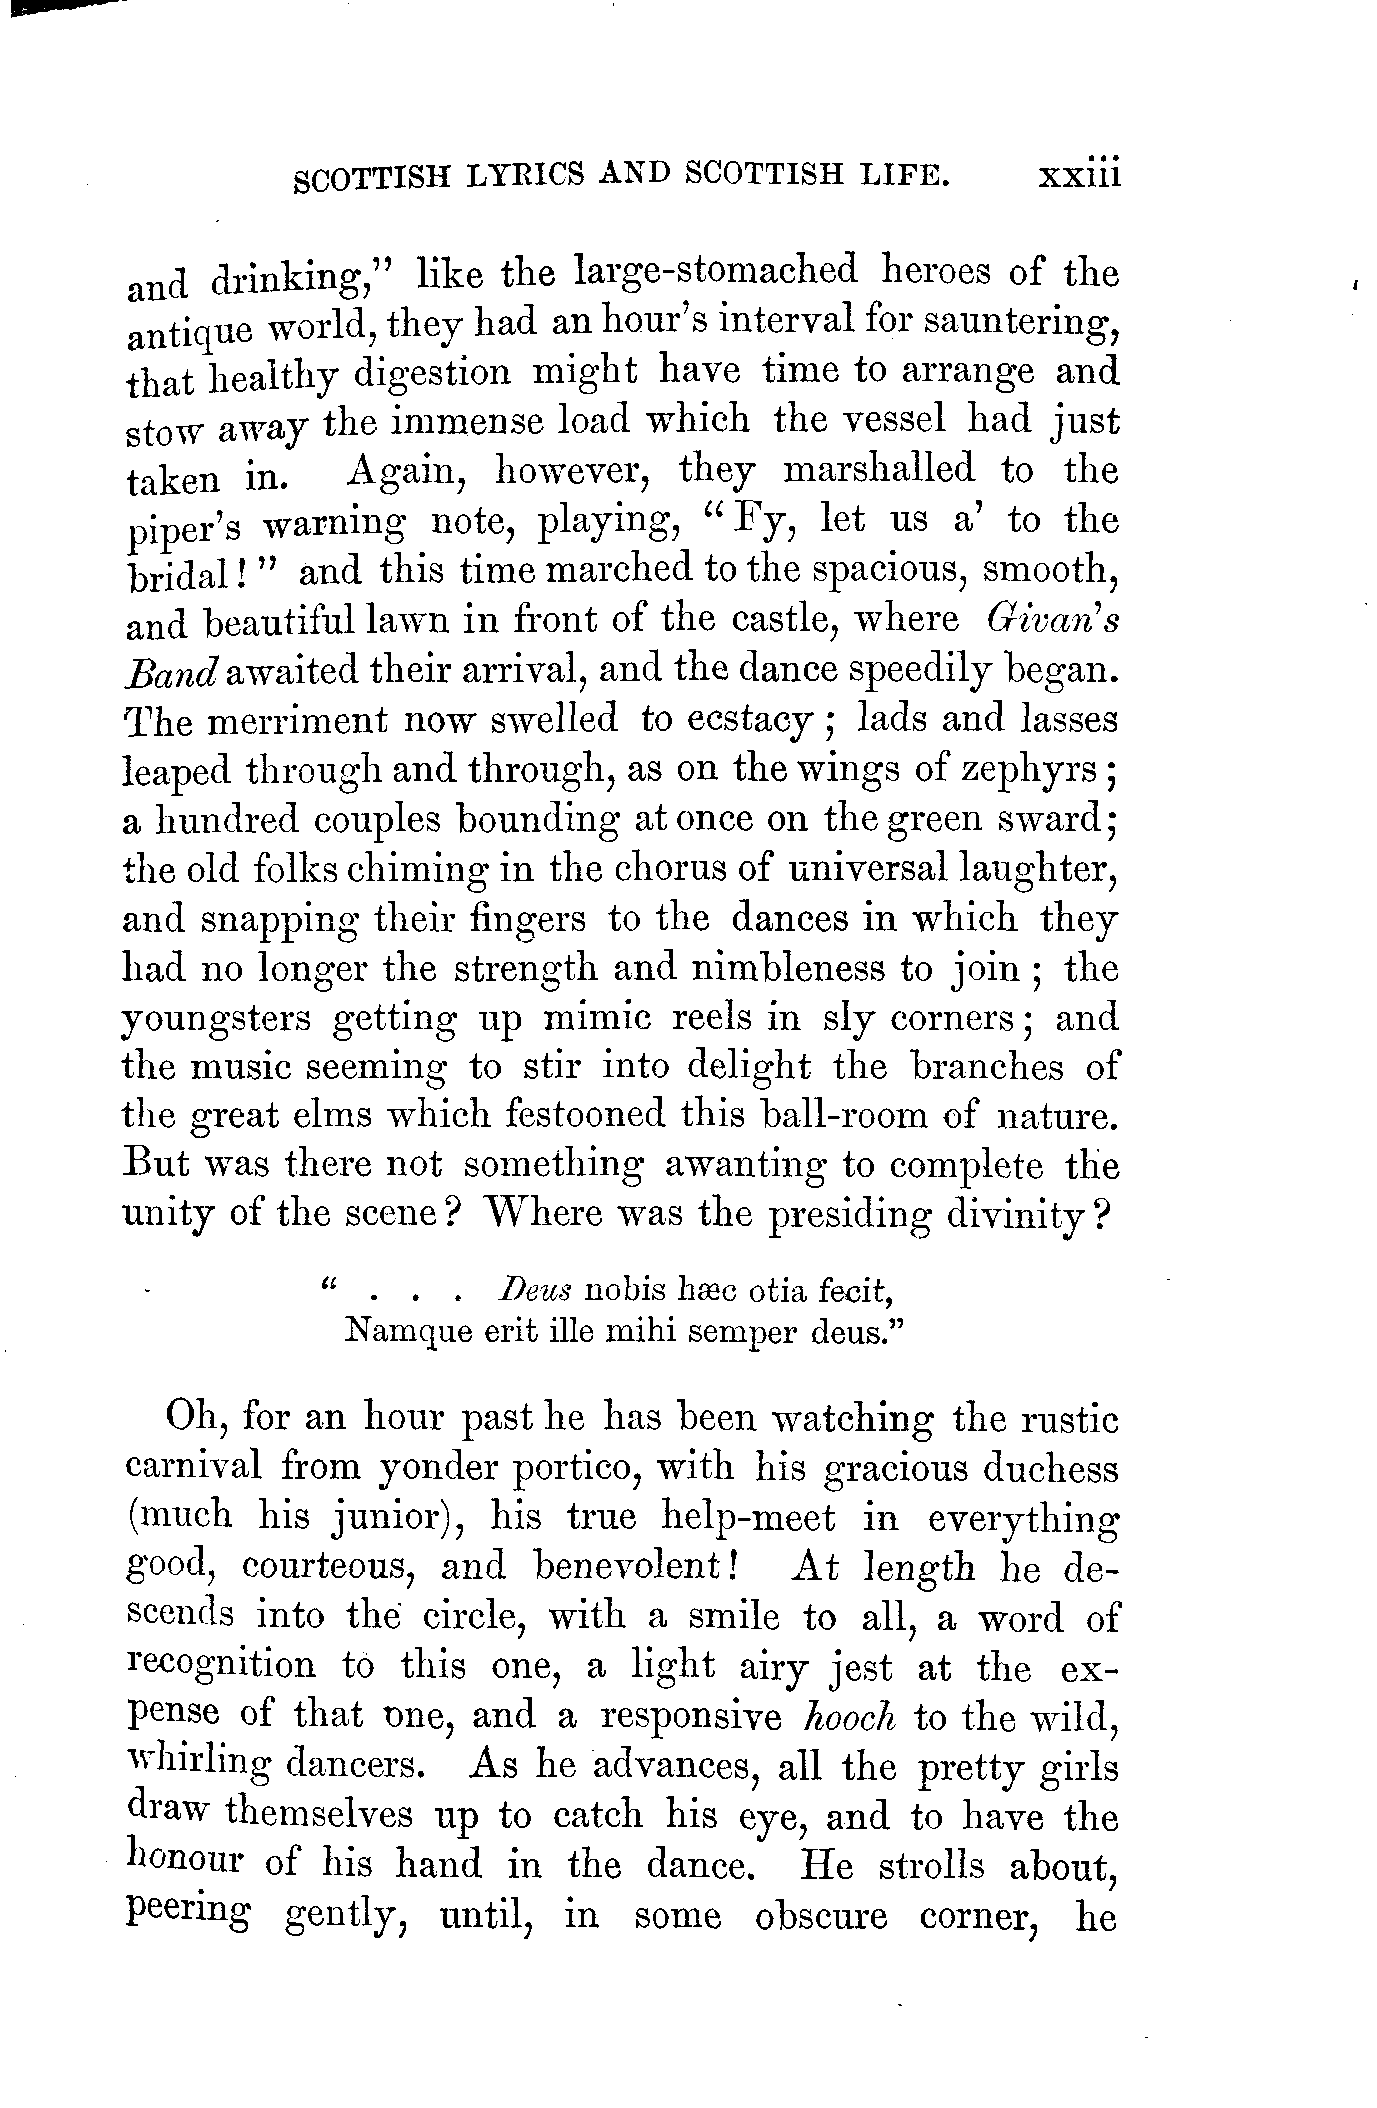 SCOTTISH LYRICS AND SCOTTISH LIFE. xxiii
and drinking,” like the large-stomached heroes of the
antique world, they had an hour’s interval for sauntering,
that healthy digestion might have time to arrange and
stow away the immense load which the vessel had just
taken in. Again, however, they marshalled to the
piper’s warning note, playing, “Fy, let us a’ to the
bridal!” and this time marched to the spacious, smooth,
and beautiful lawn in front of the castle, where Givan’s
Band awaited their arrival, and the dance speedily began.
The merriment now swelled to ecstacy; lads and lasses
leaped through and through, as on the wings of zephyrs;
a hundred couples bounding at once on the green sward;
the old folks chiming in the chorus of universal laughter,
and snapping their fingers to the dances in which they
had no longer the strength and nimbleness to join; the
youngsters getting up mimic reels in sly corners; and
the music seeming to stir into delight the branches of
the great elms which festooned this ball-room of nature.
But was there not something awanting to complete the
unity of the scene? Where was the presiding divinity?
“ . . . Deus nobis hæc otia fecit,
Namque erit ille mihi semper deus.”
Oh, for an hour past he has been watching the rustic
carnival from yonder portico, with his gracious duchess
(much his junior), his true help-meet in everything
good, courteous, and benevolent! At length he de-
scends into the circle, with a smile to all, a word of
recognition to this one, a light airy jest at the ex-
pense of that one, and a responsive hooch to the wild,
whirling dancers. As he advances, all the pretty girls
draw themselves up to catch his eye, and to have the
honour of his hand in the dance. He strolls about,
peering gently, until, in some obscure corner, he